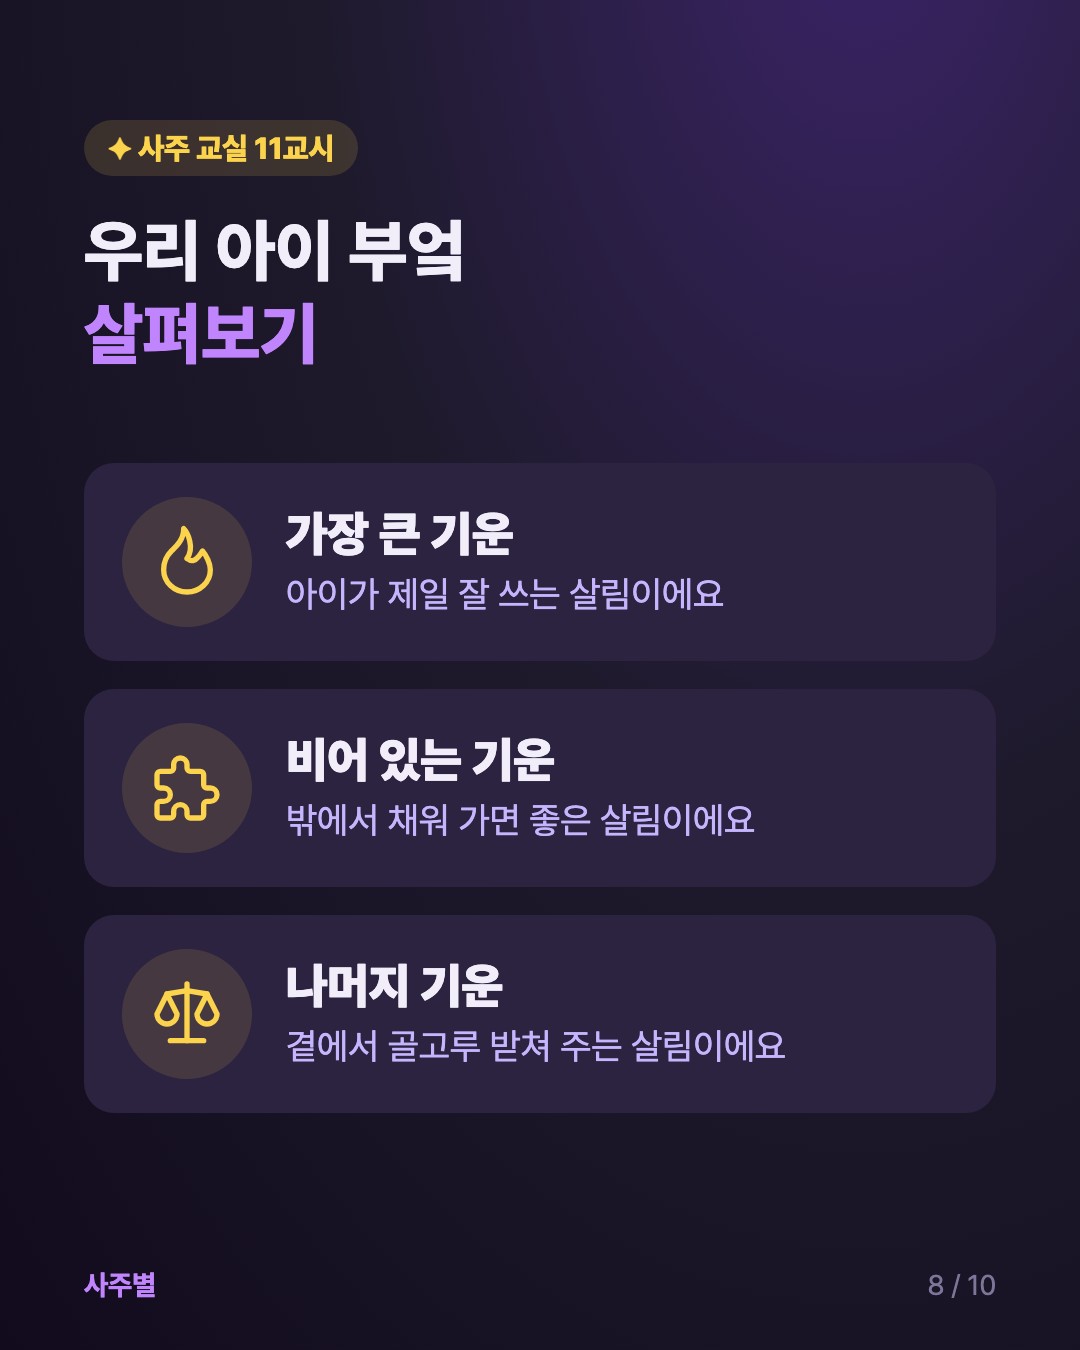 ✦ 사주 교실 11교시
우리 아이 부엌
살펴보기
가장 큰 기운
아이가 제일 잘 쓰는 살림이에요
비어 있는 기운
밖에서 채워 가면 좋은 살림이에요
나머지 기운
곁에서 골고루 받쳐 주는 살림이에요
사주별
8 / 10